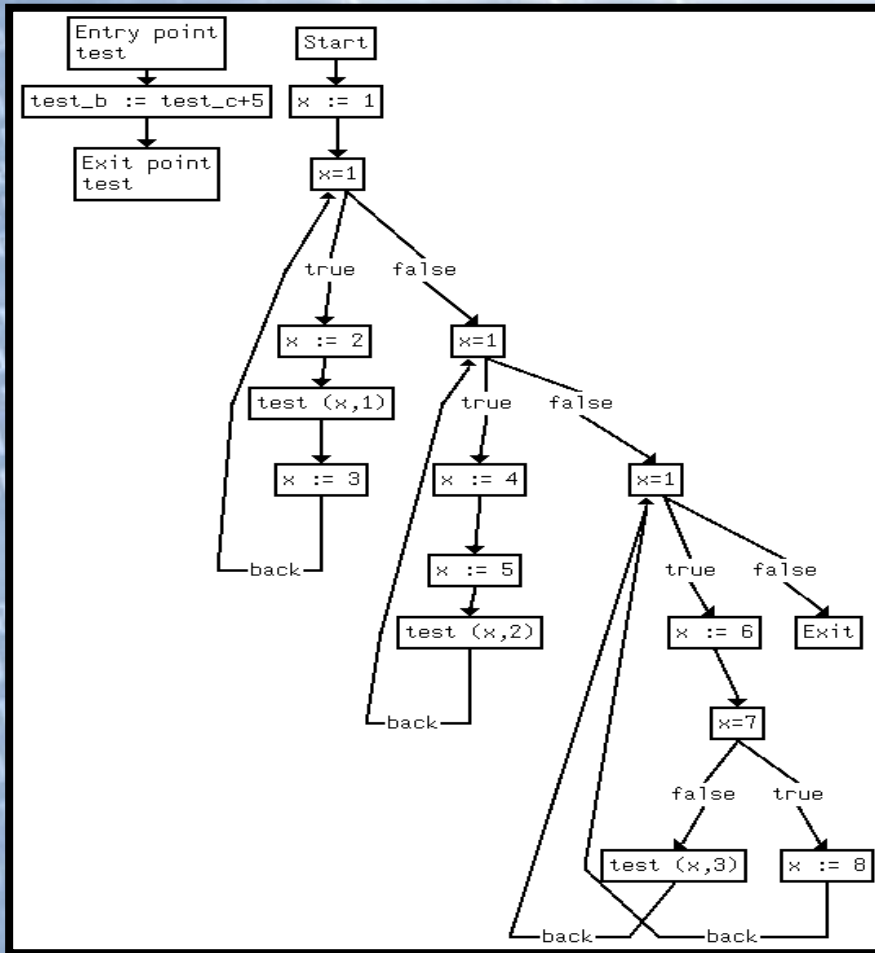 Entry point
test
test_b := test_c+5
Exit point
test
Start
x := 1
x=1
true
false
x := 2
test (x,1)
x := 3
back
x=1
true
false
x := 4
x := 5
test (x,2)
back
x=1
true
false
x := 6
Exit
x=7
false
true
test (x,3)
x := 8
back
back